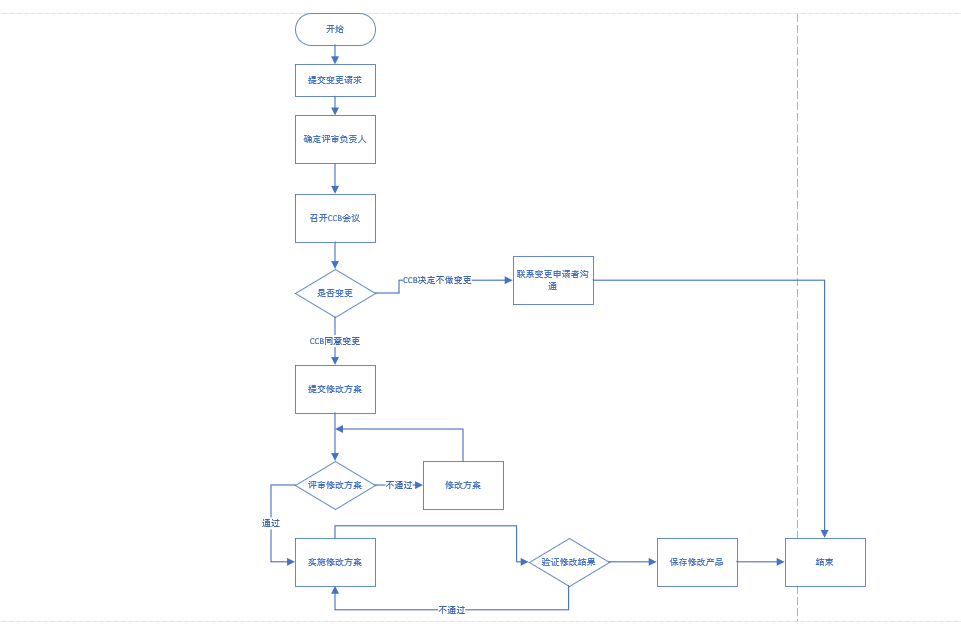 开始
提交变更请求
确定评审负责人
召开CCB会议
是否变更
CCB决定不做变更
联系变更申请者沟
通
CCB同意变更
提交修改方案
评审修改方案
不通过
修改方案
通过
实施修改方案
验证修改结果
保存修改产品
结束
不通过